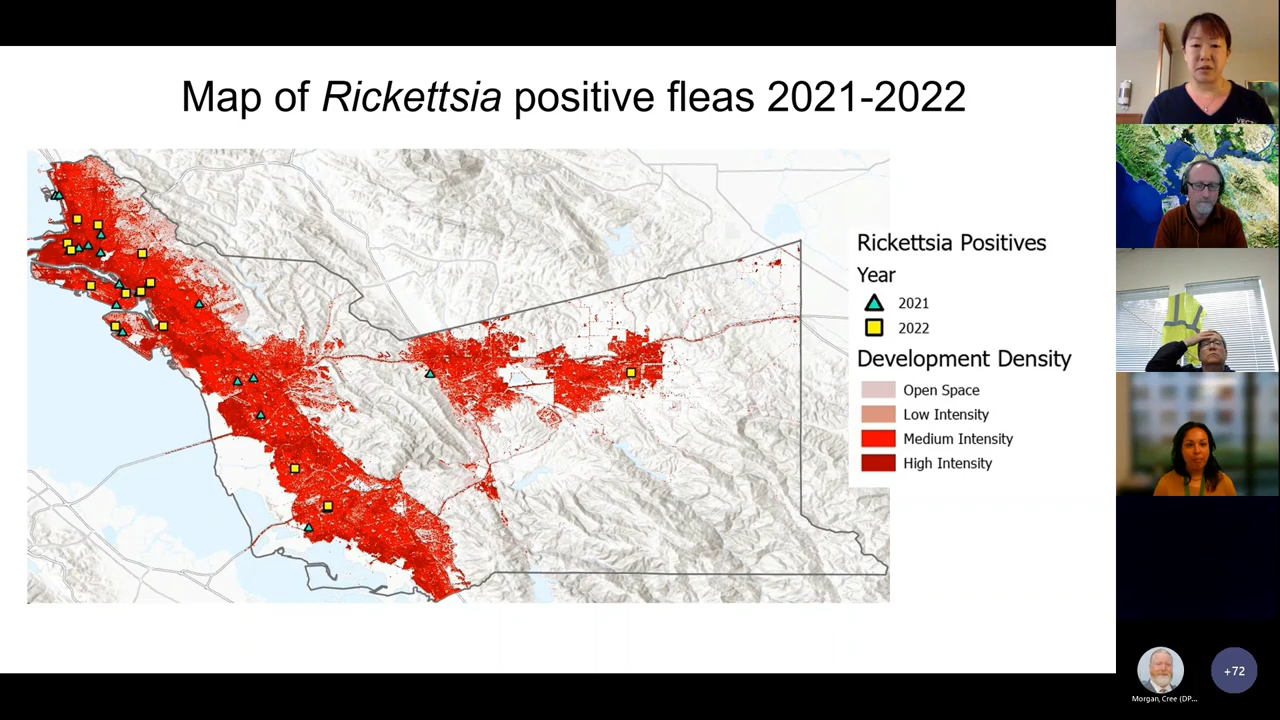 Map of Rickettsia positive fleas 2021-2022
Rickettsia Positives
Year
2021
2022
Development Density
Open Space
Low Intensity
Medium Intensity
High Intensity
Morgan, Cree (DP...
+72